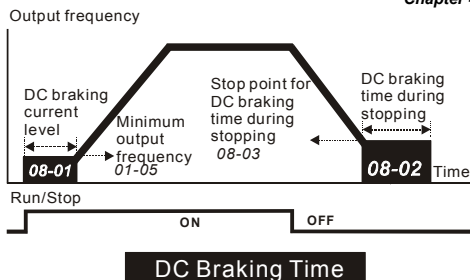 Chapter
Output frequency
DC braking
current
level
Minimum
output
frequency
01-05
Stop point for
DC braking
time during
stopping
08-03
DC braking
time during
stopping
08-01
08-02
Time
Run/Stop
ON
OFF
DC Braking Time